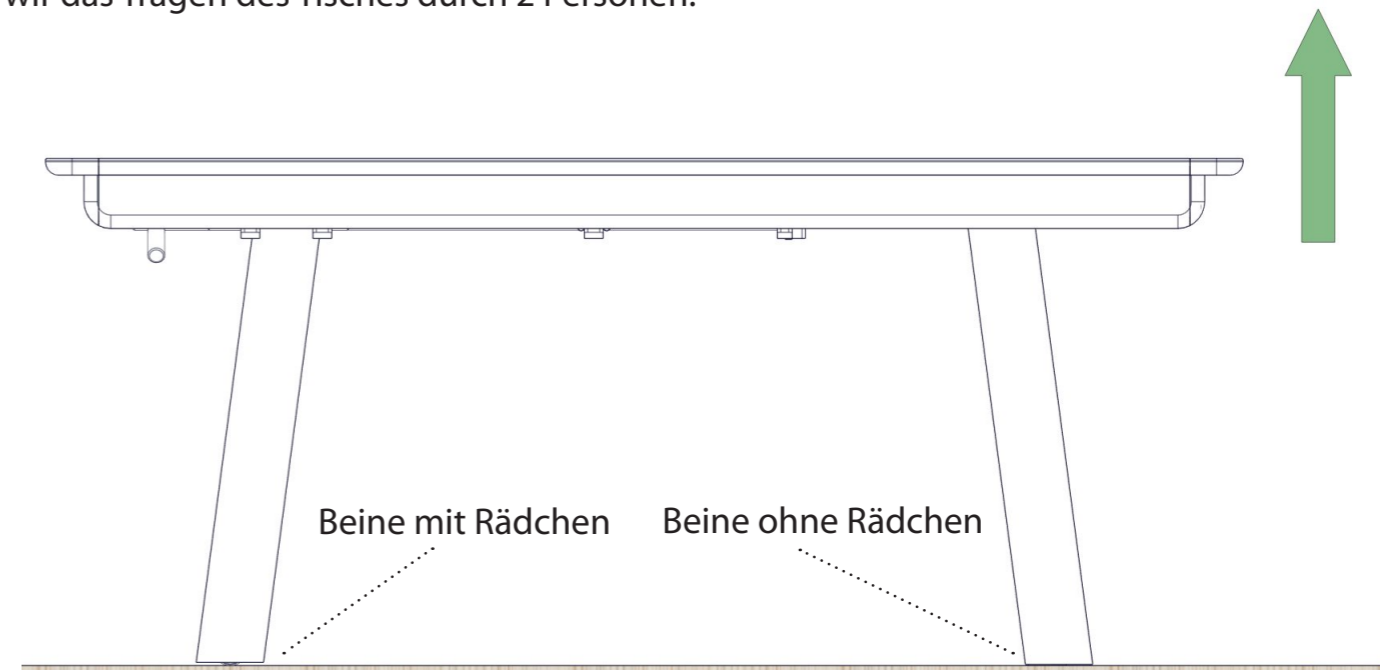 wir das Tragen des Tisches durch 2 Personen.
Beine mit Rädchen
Beine ohne Rädchen